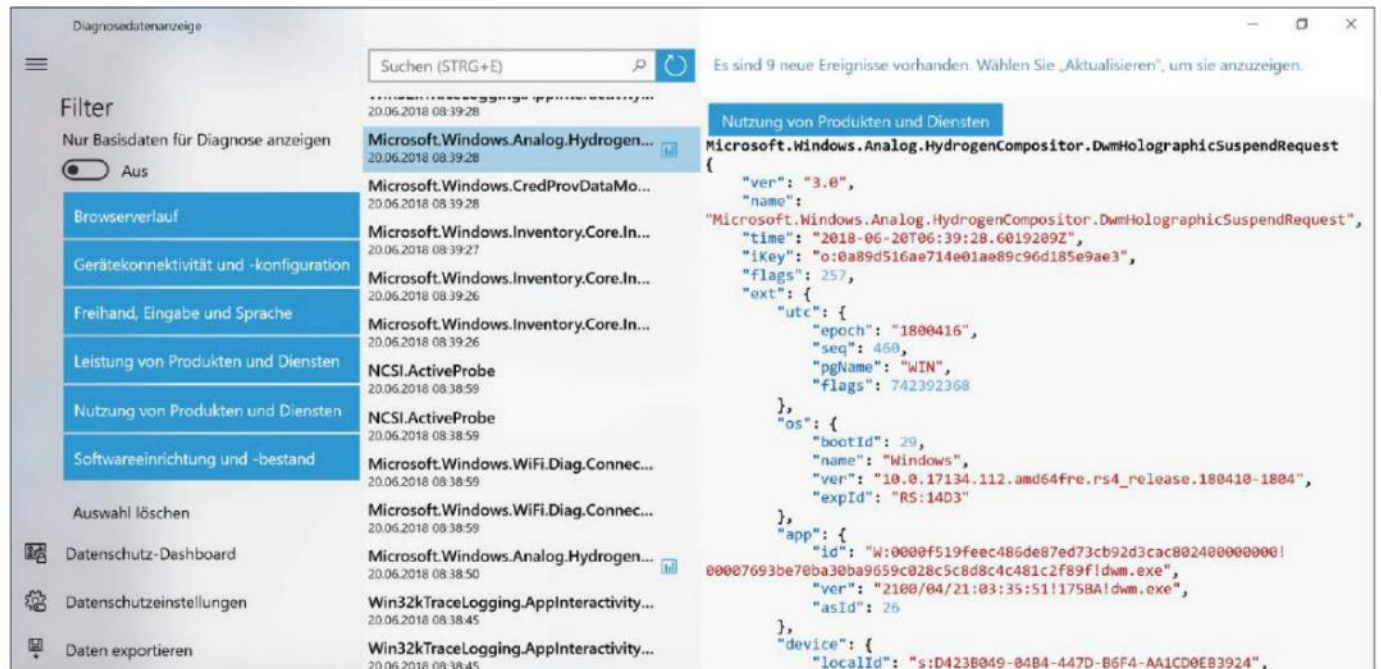 Diagnosedatenanzeige
Filter
Nur Basisdaten für Diagnose anzeigen
Aus
Browserverlauf
Gerätekonnektivität und -konfiguration
Freihand, Eingabe und Sprache
Leistung von Produkten und Diensten
Nutzung von Produkten und Diensten
Softwareeinrichtung und -bestand
Auswahl löschen
Datenschutz-Dashboard
Datenschutzeinstellungen
Daten exportieren
Suchen (STRG+E)
Win32kTraceLogging.AppInteractivity...
20.06.2018 08:39:28
Microsoft.Windows.Analog.Hydrogen...
20.06.2018 08:39:28
Microsoft.Windows.CredProvDataMo...
20.06.2018 08:39:28
Microsoft.Windows.Inventory.Core.In...
20.06.2018 08:39:27
Microsoft.Windows.Inventory.Core.In...
20.06.2018 08:39:26
Microsoft.Windows.Inventory.Core.In...
20.06.2018 08:39:26
NCSI.ActiveProbe
20.06.2018 08:38:59
NCSI.ActiveProbe
20.06.2018 08:38:59
Microsoft.Windows.WiFi.Diag.Connec...
20.06.2018 08:38:59
Microsoft.Windows.WiFi.Diag.Connec...
20.06.2018 08:38:59
Microsoft.Windows.Analog.Hydrogen...
20.06.2018 08:38:50
Win32kTraceLogging.AppInteractivity...
20.06.2018 08:38:45
Win32kTraceLogging.AppInteractivity...
20.06.2018 08:38:45
Es sind 9 neue Ereignisse vorhanden. Wählen Sie „Aktualisieren", um sie anzuzeigen.
Nutzung von Produkten und Diensten
Microsoft.Windows.Analog.HydrogenCompositor.DwmHolographicSuspendRequest
{
"ver": "3.0",
"name":
"Microsoft.Windows.Analog.HydrogenCompositor.DwmHolographicSuspendRequest",
"time": "2018-06-20T06:39:28.6019209Z",
"iKey": "o:0a89d516ae714e01ae89c96d185e9ae3",
"flags": 257,
"ext": {
"utc": {
"epoch": "1800416",
"seq": 460,
"pgName": "WIN",
"flags": 742392368
},
"os": {
"bootId": 29,
"name": "Windows",
"ver": "10.0.17134.112.amd64fre.rs4_release.180410-1804",
"expId": "RS:14D3"
},
"app": {
"id": "W:0000f519feec486de87ed73cb92d3cac802400000000!
00007693be70ba30ba9659c028c5c8d8c4c481c2f89f!dwm.exe",
"ver": "2100/04/21:03:35:51!1758A!dwm.exe",
"asId": 26
},
"device": {
"localId": "s:D423B049-04B4-447D-B6F4-AA1CD0EB3924",